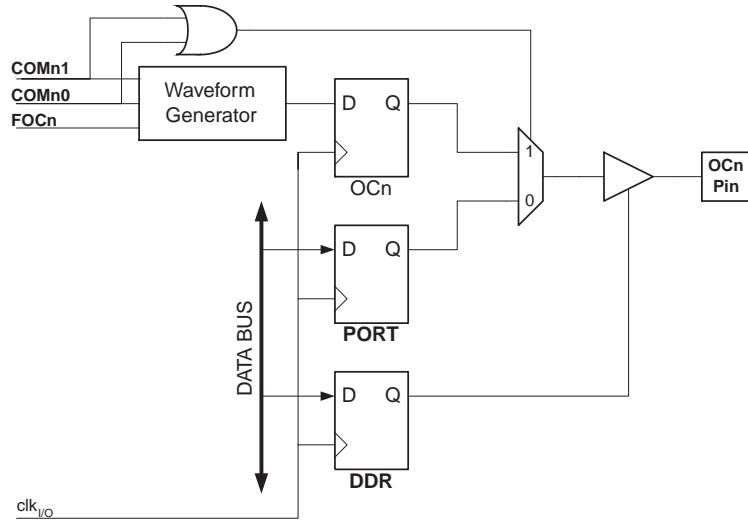 COMn1
COMn0
FOCn
Waveform
Generator
D Q
OCn
1
0
OCn
Pin
D Q
PORT
DATA BUS
D Q
DDR
clkI/O